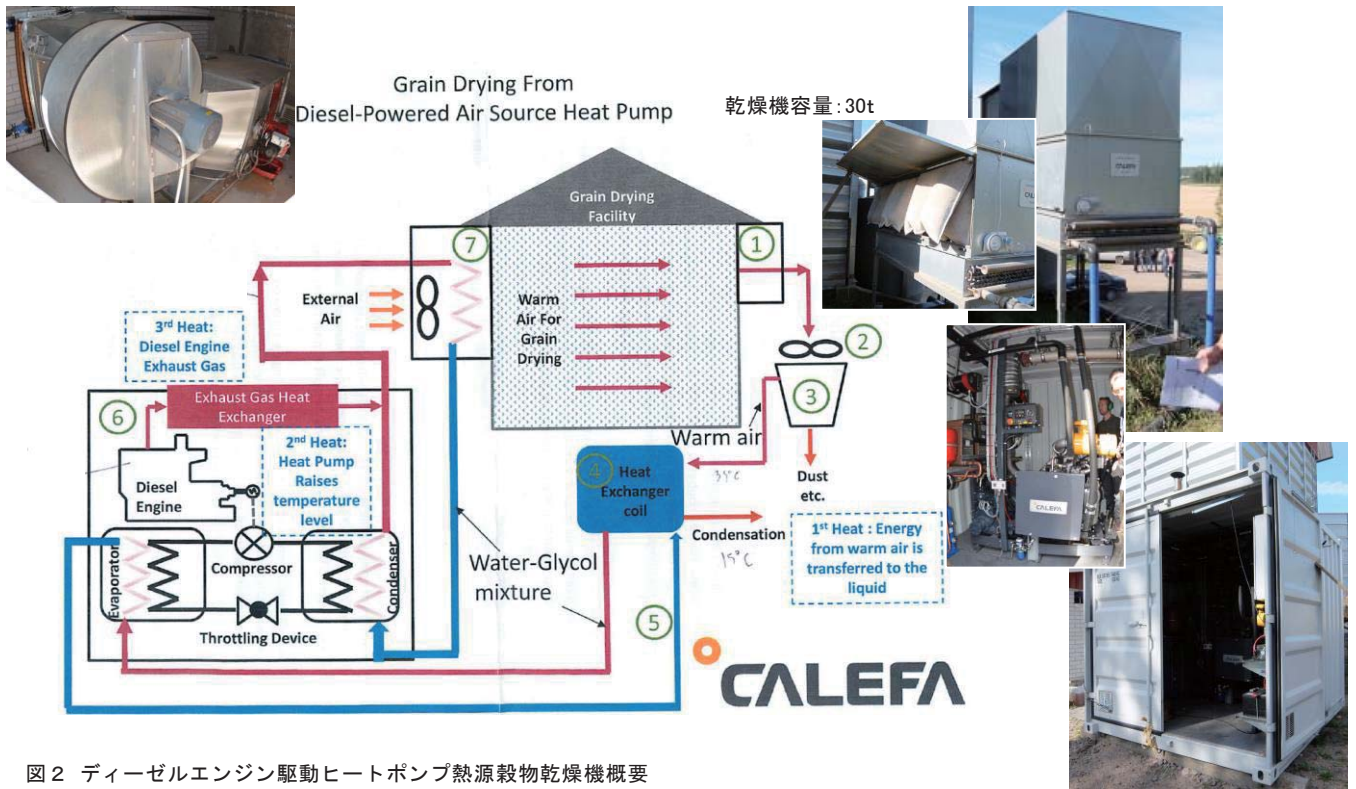 Grain Drying From
Diesel-Powered Air Source Heat Pump
乾燥機容量:30t
Grain Drying
Facility
⑦
①
External
Air
Warm
Air For
Grain
Drying
②
③
3rd Heat:
Diesel Engine
Exhaust Gas
⑥
Exhaust Gas Heat
Exchanger
2nd Heat:
Heat Pump
Raises
temperature
level
Diesel
Engine
Warm air
④
Heat
Exchanger
coil
Dust
etc.
Condensation
15°C
1st Heat : Energy
from warm air is
transferred to the
liquid
Evaporator
Compressor
Condenser
Throttling Device
Water-Glycol
mixture
⑤
CALEFA
CALEFA
CALEFA
図2 ディーゼルエンジン駆動ヒートポンプ熱源穀物乾燥機概要